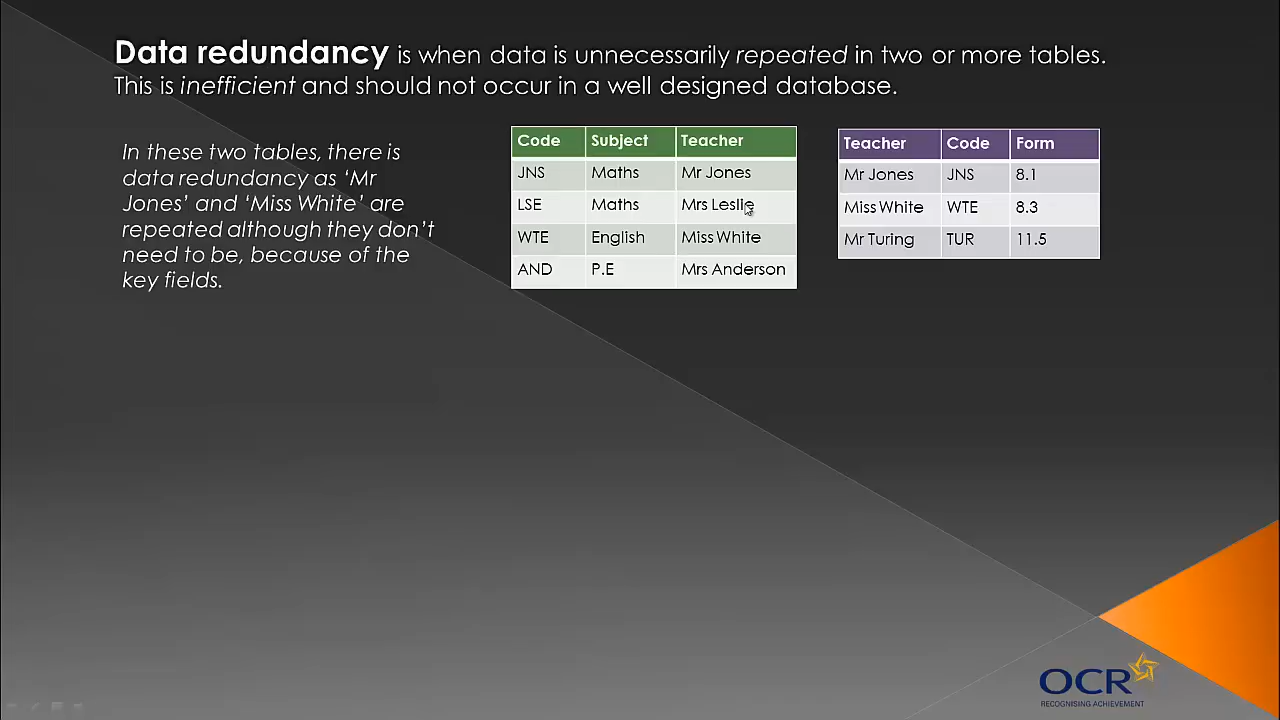 Data redundancy is when data is unnecessarily repeated in two or more tables.
This is inefficient and should not occur in a well designed database.
In these two tables, there is
data redundancy as ‘Mr
Jones’ and ‘Miss White’ are
repeated although they don’t
need to be, because of the
key fields.
Code Subject Teacher
JNS Maths Mr Jones
LSE Maths Mrs Leslie
WTE English Miss White
AND P.E Mrs Anderson
Teacher Code Form
Mr Jones JNS 8.1
Miss White WTE 8.3
Mr Turing TUR 11.5
OCR
RECOGNISING ACHIEVEMENT